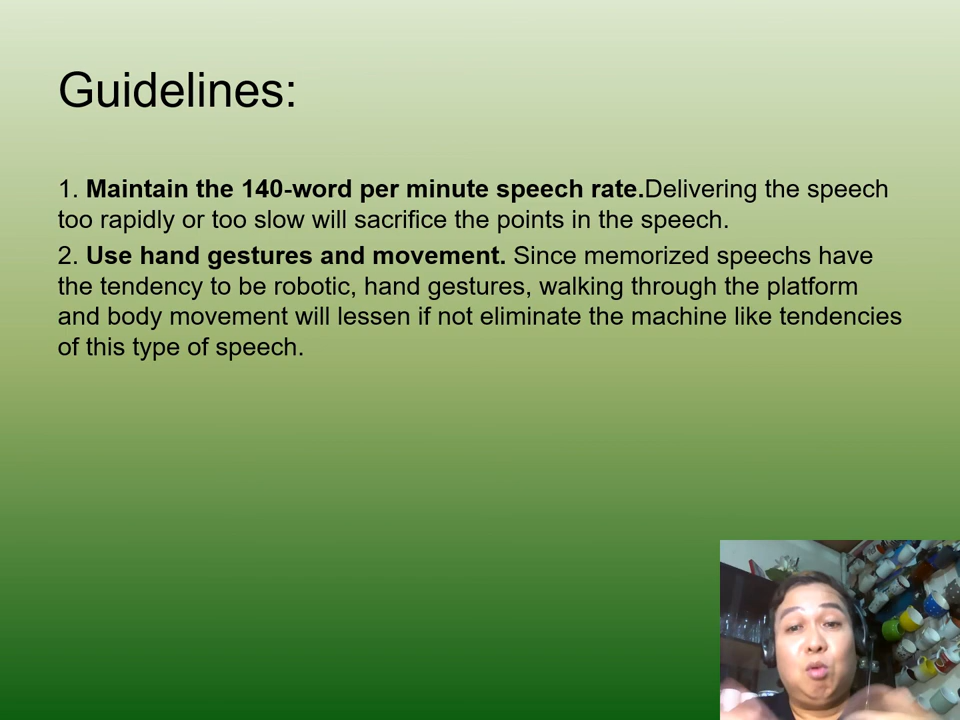 Guidelines:
1. Maintain the 140-word per minute speech rate.Delivering the speech
too rapidly or too slow will sacrifice the points in the speech.
2. Use hand gestures and movement. Since memorized speechs have
the tendency to be robotic, hand gestures, walking through the platform
and body movement will lessen if not eliminate the machine like tendencies
of this type of speech.